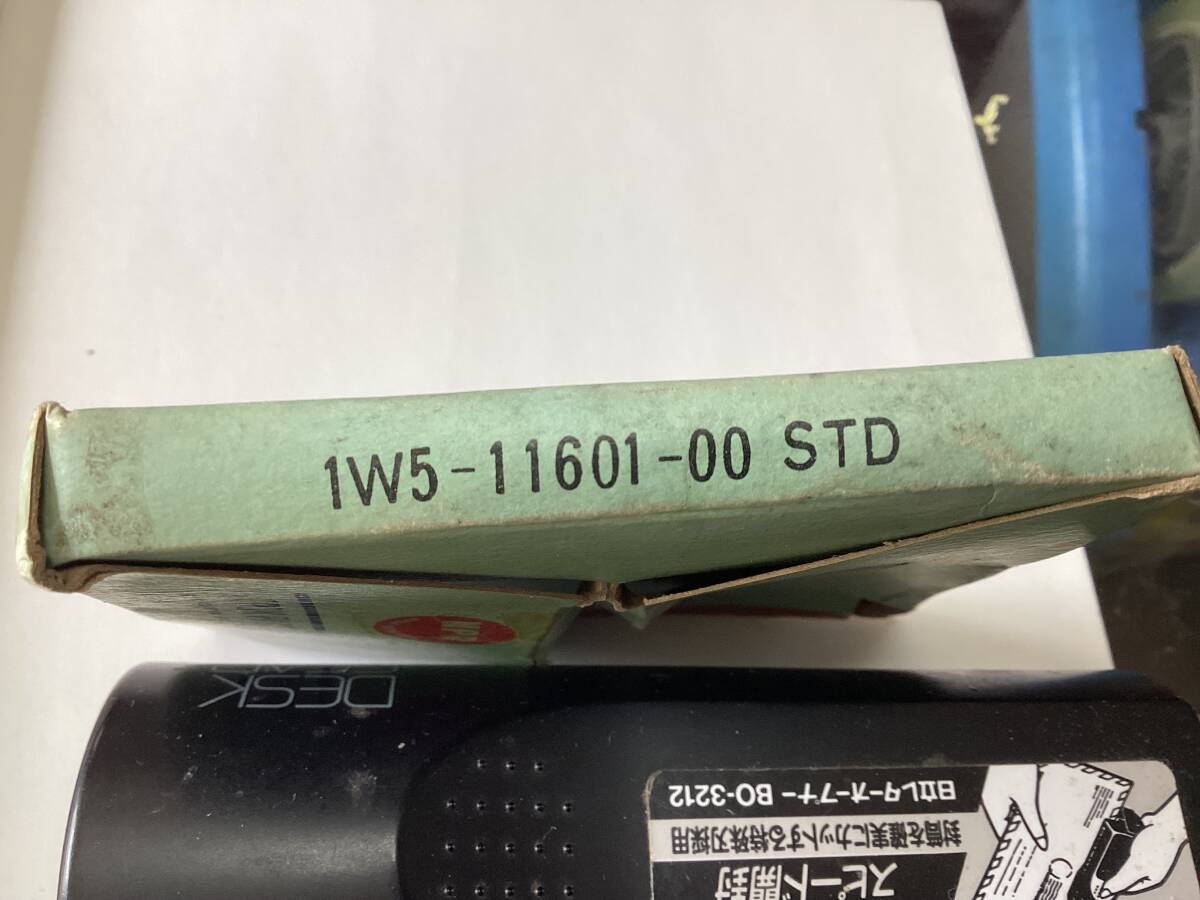 1W5-11601-00 STD
DESK
日立レターオープナー BO-3212
封筒を確実にカットする特殊刃採用
スピード開封